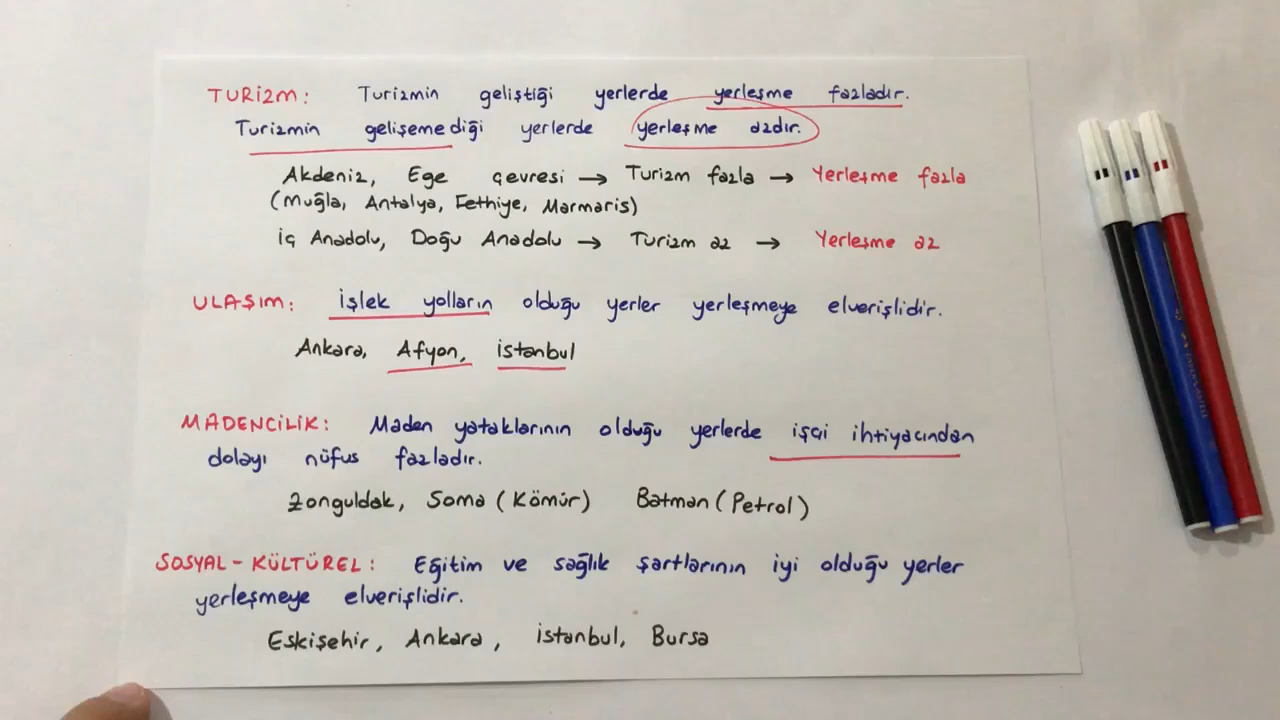 TURİZM: Turizmin geliştiği yerlerde yerleşme fazladır.
Turizmin gelişemediği yerlerde yerleşme azdır.
Akdeniz, Ege çevresi → Turizm fazla → Yerleşme fazla
(Muğla, Antalya, Fethiye, Marmaris)
İç Anadolu, Doğu Anadolu → Turizm az → Yerleşme az
ULAŞIM: İşlek yolların olduğu yerler yerleşmeye elverişlidir.
Ankara, Afyon, İstanbul
MADENCİLİK: Maden yataklarının olduğu yerlerde işçi ihtiyacından
dolayı nüfus fazladır.
Zonguldak, Soma (Kömür) Batman (Petrol)
SOSYAL-KÜLTÜREL: Eğitim ve sağlık şartlarının iyi olduğu yerler
yerleşmeye elverişlidir.
Eskişehir, Ankara, İstanbul, Bursa